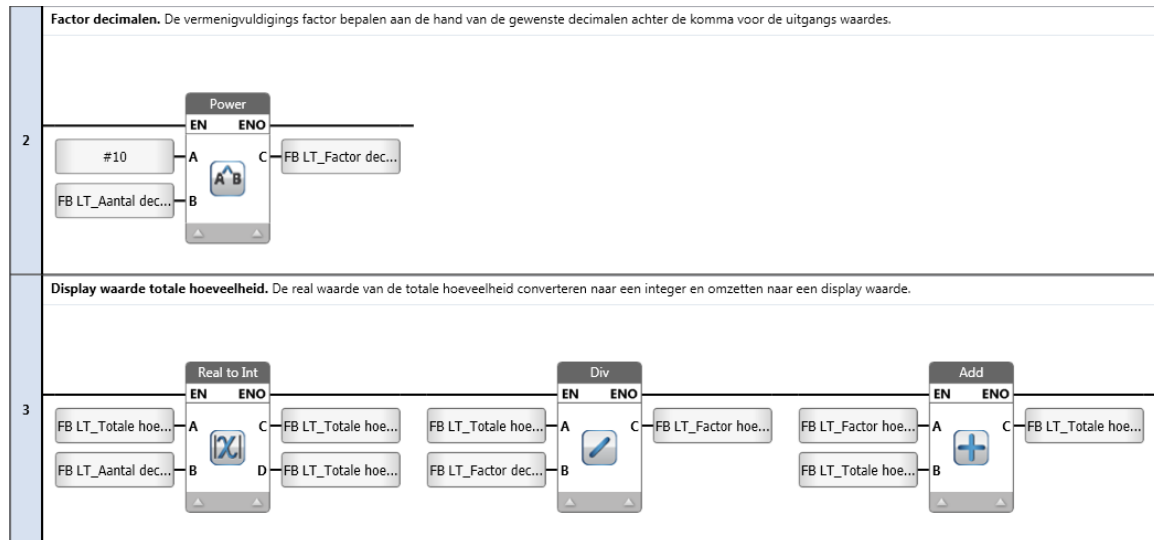 Factor decimalen. De vermenigvuldigings factor bepalen aan de hand van de gewenste decimalen achter de komma voor de uitgangs waardes.
Power
EN ENO
2
#10 A C FB LT_Factor dec...
A^B
FB LT_Aantal dec... B
Display waarde totale hoeveelheid. De real waarde van de totale hoeveelheid converteren naar een integer en omzetten naar een display waarde.
Real to Int Div Add
EN ENO EN ENO EN ENO
3
FB LT_Totale hoe... A C FB LT_Totale hoe... FB LT_Totale hoe... A C FB LT_Factor hoe... FB LT_Factor hoe... A C FB LT_Totale hoe...
|X|
FB LT_Aantal dec... B D FB LT_Totale hoe... FB LT_Factor dec... B FB LT_Totale hoe... B